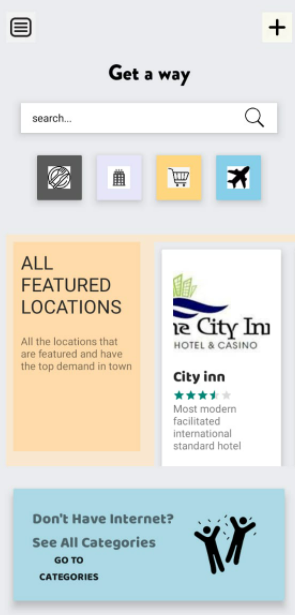 Get a way
search...
ALL
FEATURED
LOCATIONS
All the locations that
are featured and have
the top demand in town
City Inn
HOTEL & CASINO
City inn
Most modern
facilitated
international
standard hotel
Don't Have Internet?
See All Categories
GO TO
CATEGORIES